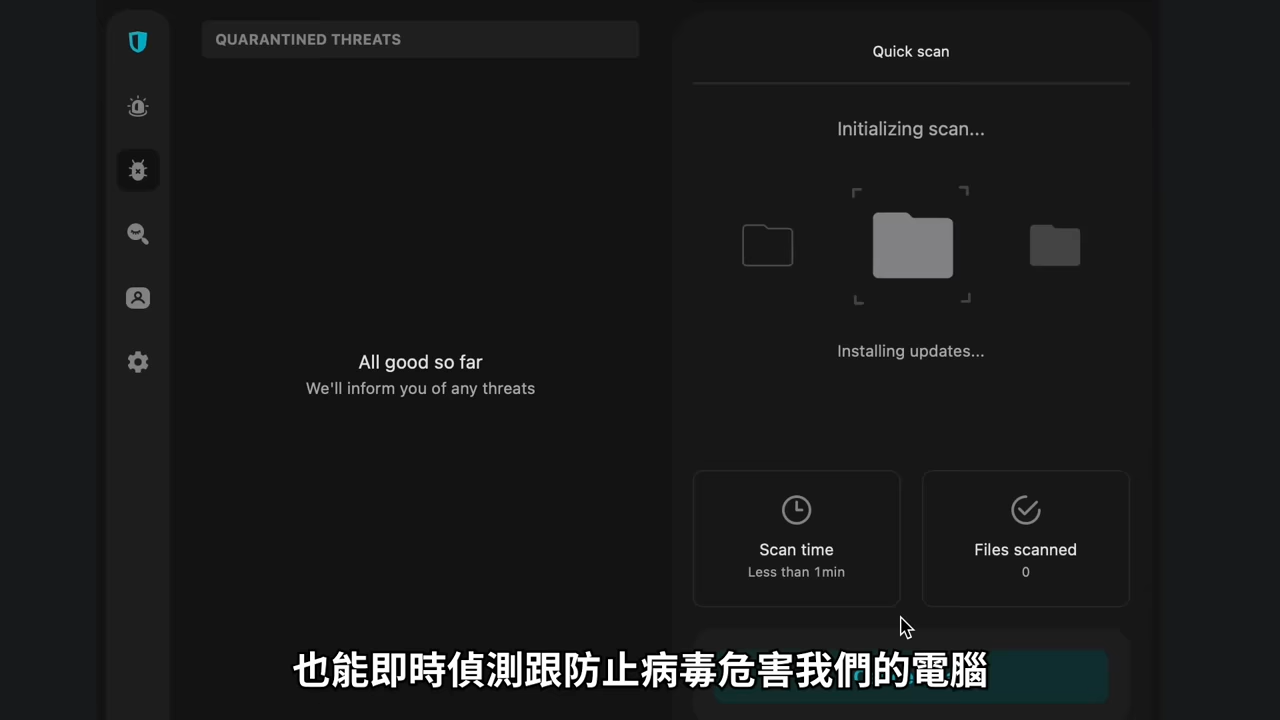 QUARANTINED THREATS
All good so far
We'll inform you of any threats
Quick scan
Initializing scan...
Installing updates...
Scan time
Less than 1min
Files scanned
0
也能即時偵測跟防止病毒危害我們的電腦